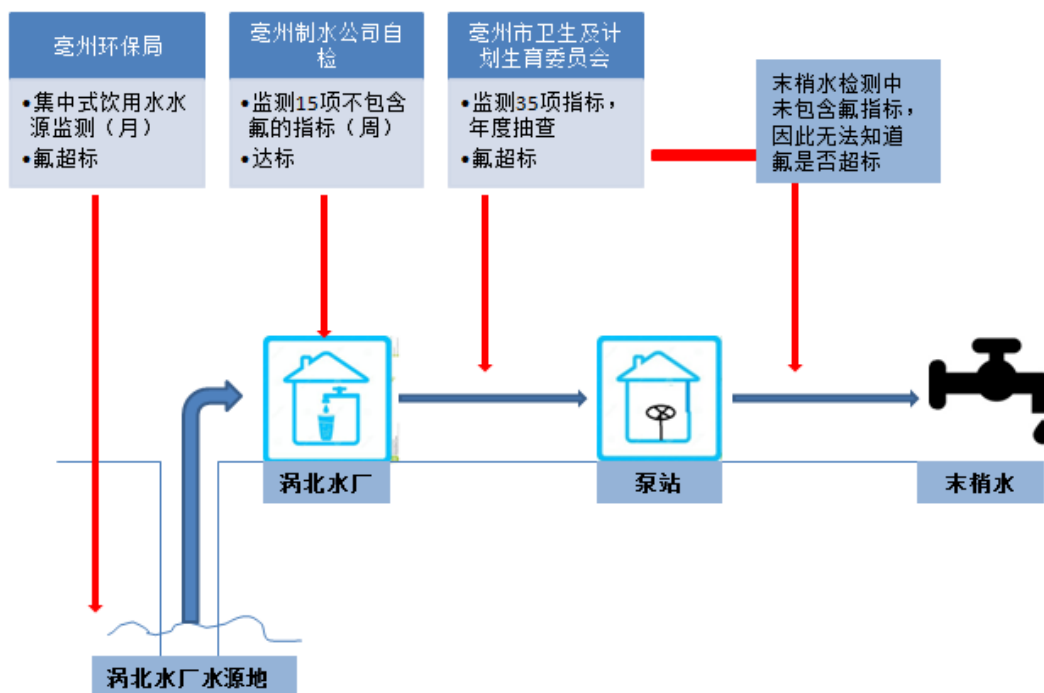 亳州环保局
•集中式饮用水水
源监测（月）
•氟超标
亳州制水公司自
检
•监测15项不包含
氟的指标（周）
•达标
亳州市卫生及计
划生育委员会
•监测35项指标，
年度抽查
•氟超标
末梢水检测中
未包含氟指标，
因此无法知道
氟是否超标
涡北水厂
泵站
末梢水
涡北水厂水源地